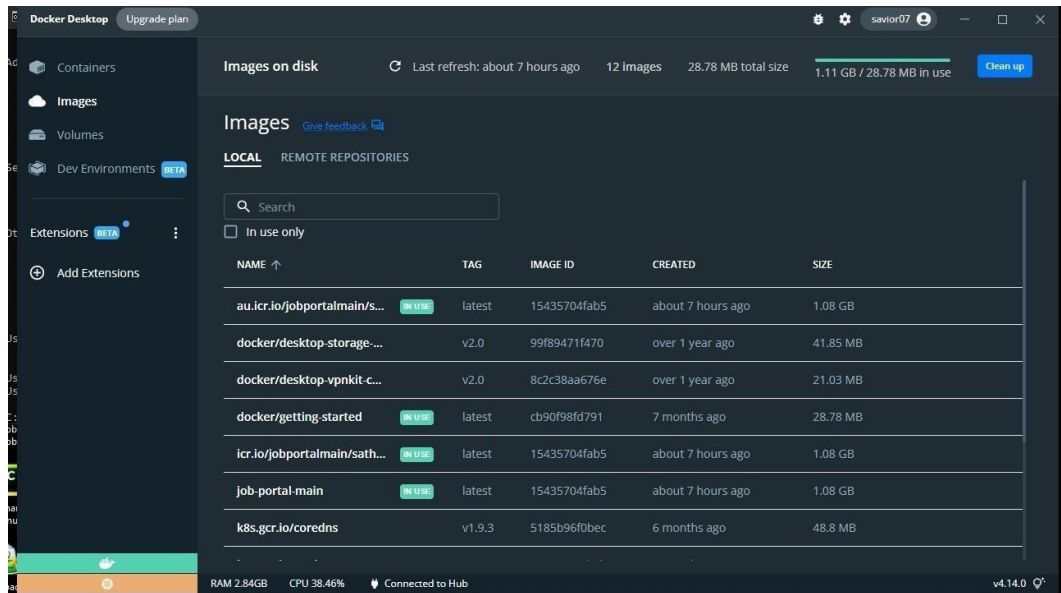 Docker Desktop Upgrade plan savior07
Containers
Images
Volumes
Dev Environments BETA
Extensions BETA
Add Extensions
Images on disk Last refresh: about 7 hours ago 12 images 28.78 MB total size 1.11 GB / 28.78 MB in use Clean up
Images Give feedback
LOCAL REMOTE REPOSITORIES
Search
In use only
NAME TAG IMAGE ID CREATED SIZE
au.icr.io/jobportalmain/s... IN USE latest 15435704fab5 about 7 hours ago 1.08 GB
docker/desktop-storage-... v2.0 99f89471f470 over 1 year ago 41.85 MB
docker/desktop-vpnkit-c... v2.0 8c2c38aa676e over 1 year ago 21.03 MB
docker/getting-started IN USE latest cb90f98fd791 7 months ago 28.78 MB
icr.io/jobportalmain/sath... IN USE latest 15435704fab5 about 7 hours ago 1.08 GB
job-portal-main IN USE latest 15435704fab5 about 7 hours ago 1.08 GB
k8s.gcr.io/coredns v1.9.3 5185b96f0bec 6 months ago 48.8 MB
RAM 2.84GB CPU 38.46% Connected to Hub v4.14.0